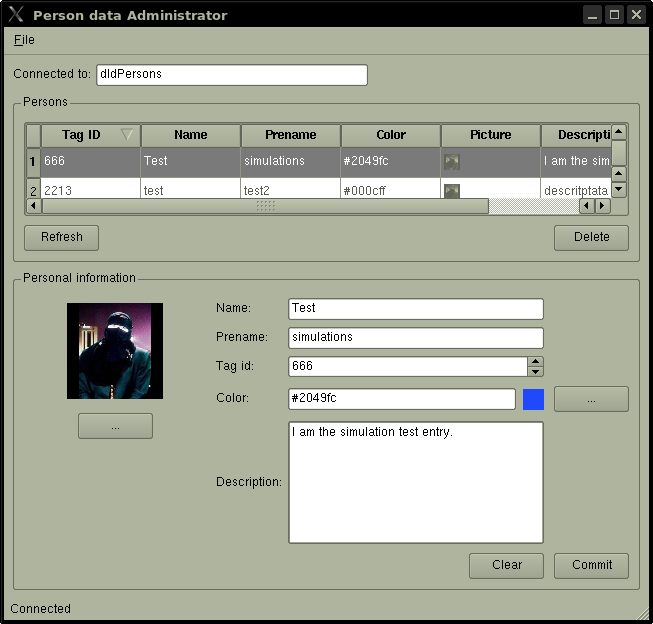 Person data Administrator
File
Connected to: dldPersons
Persons
Tag ID Name Prename Color Picture Descripti
1 666 Test simulations #2049fc I am the sim
2 2213 test test2 #000cff descritptata
Refresh Delete
Personal information
Name: Test
Prename: simulations
Tag id: 666
Color: #2049fc ...
...
I am the simulation test entry.
Description:
Clear Commit
Connected